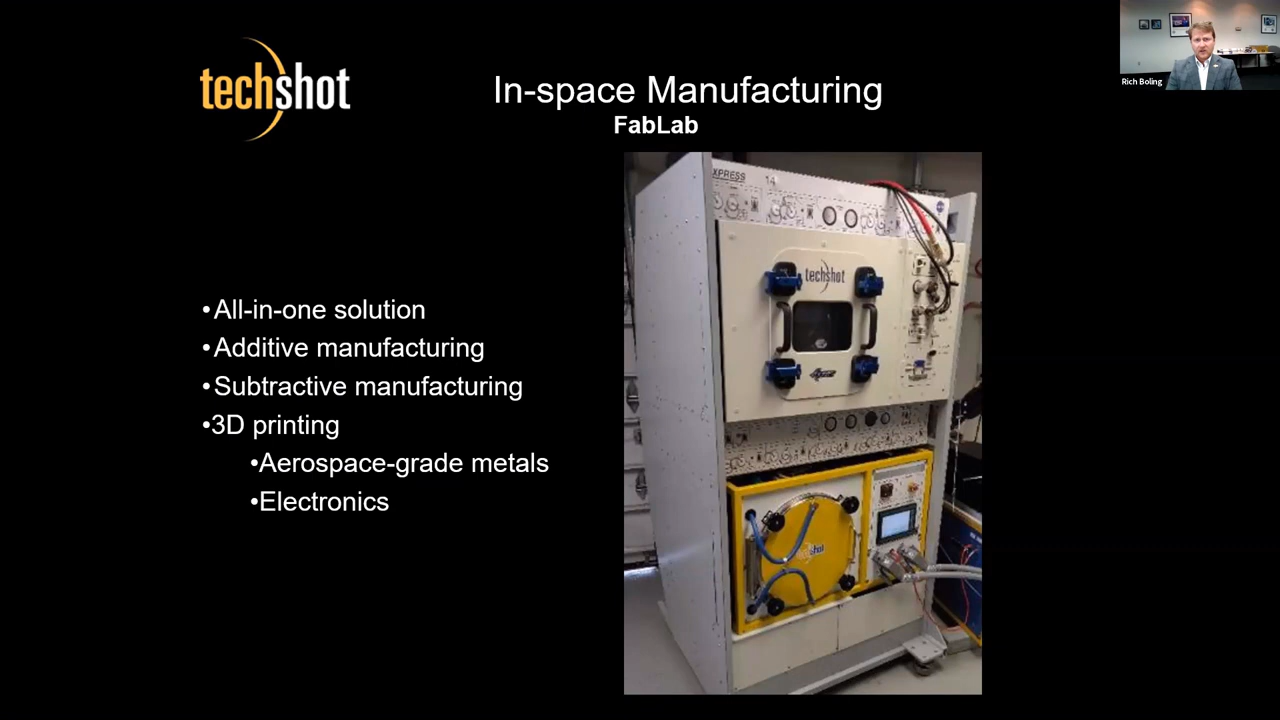 techshot
In-space Manufacturing
FabLab
Rich Boling
•All-in-one solution
•Additive manufacturing
•Subtractive manufacturing
•3D printing
•Aerospace-grade metals
•Electronics
XPRESS 14
techshot